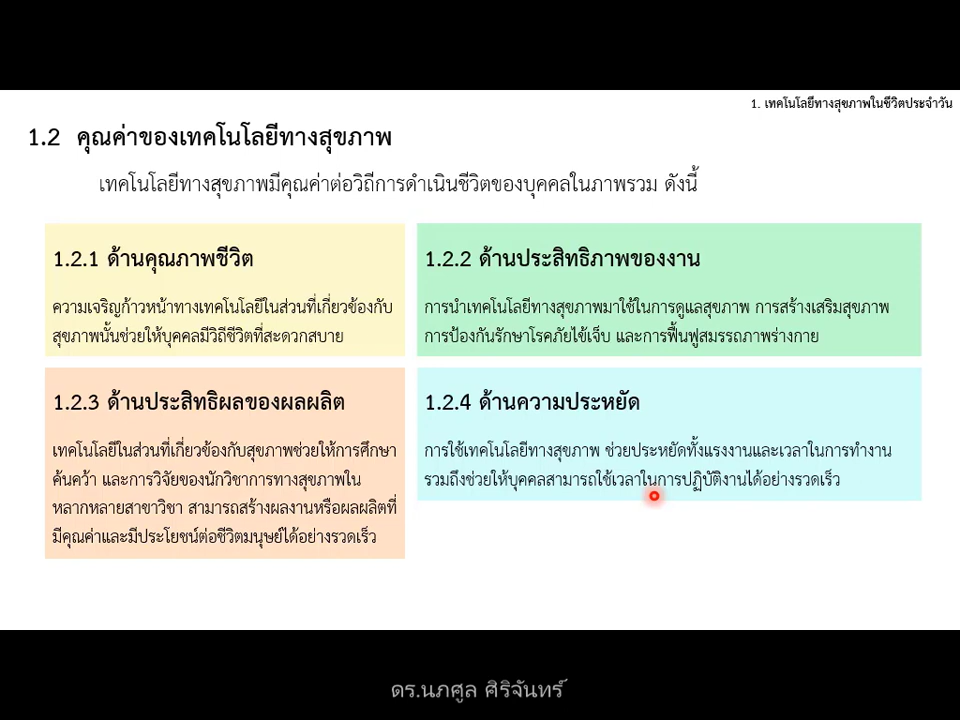 1. เทคโนโลยีทางสุขภาพในชีวิตประจำวัน
1.2 คุณค่าของเทคโนโลยีทางสุขภาพ
เทคโนโลยีทางสุขภาพมีคุณค่าต่อวิถีการดำเนินชีวิตของบุคคลในภาพรวม ดังนี้
1.2.1 ด้านคุณภาพชีวิต
ความเจริญก้าวหน้าทางเทคโนโลยีในส่วนที่เกี่ยวข้องกับ
สุขภาพนั้นช่วยให้บุคคลมีวิถีชีวิตที่สะดวกสบาย
1.2.2 ด้านประสิทธิภาพของงาน
การนำเทคโนโลยีทางสุขภาพมาใช้ในการดูแลสุขภาพ การสร้างเสริมสุขภาพ
การป้องกันรักษาโรคภัยไข้เจ็บ และการฟื้นฟูสมรรถภาพร่างกาย
1.2.3 ด้านประสิทธิผลของผลผลิต
เทคโนโลยีในส่วนที่เกี่ยวข้องกับสุขภาพช่วยให้การศึกษา
ค้นคว้า และการวิจัยของนักวิชาการทางสุขภาพใน
หลากหลายสาขาวิชา สามารถสร้างผลงานหรือผลผลิตที่
มีคุณค่าและมีประโยชน์ต่อชีวิตมนุษย์ได้อย่างรวดเร็ว
1.2.4 ด้านความประหยัด
การใช้เทคโนโลยีทางสุขภาพ ช่วยประหยัดทั้งแรงงานและเวลาในการทำงาน
รวมถึงช่วยให้บุคคลสามารถใช้เวลาในการปฏิบัติงานได้อย่างรวดเร็ว
ดร.นภศูล ศิริจันทร์